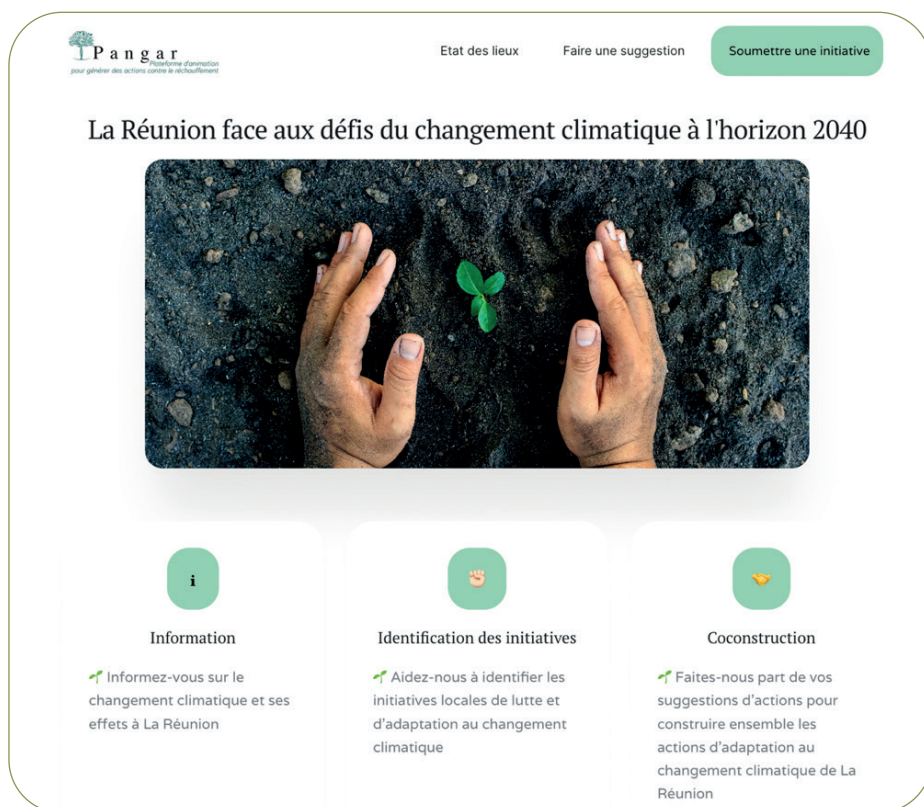 Pangar
Plateforme d'animation
pour générer des actions contre le réchauffement
Etat des lieux
Faire une suggestion
Soumettre une initiative
La Réunion face aux défis du changement climatique à l'horizon 2040
i
Information
Informez-vous sur le
changement climatique et ses
effets à La Réunion
Identification des initiatives
Aidez-nous à identifier les
initiatives locales de lutte et
d'adaptation au changement
climatique
Coconstruction
Faites-nous part de vos
suggestions d'actions pour
construire ensemble les
actions d'adaptation au
changement climatique de La
Réunion